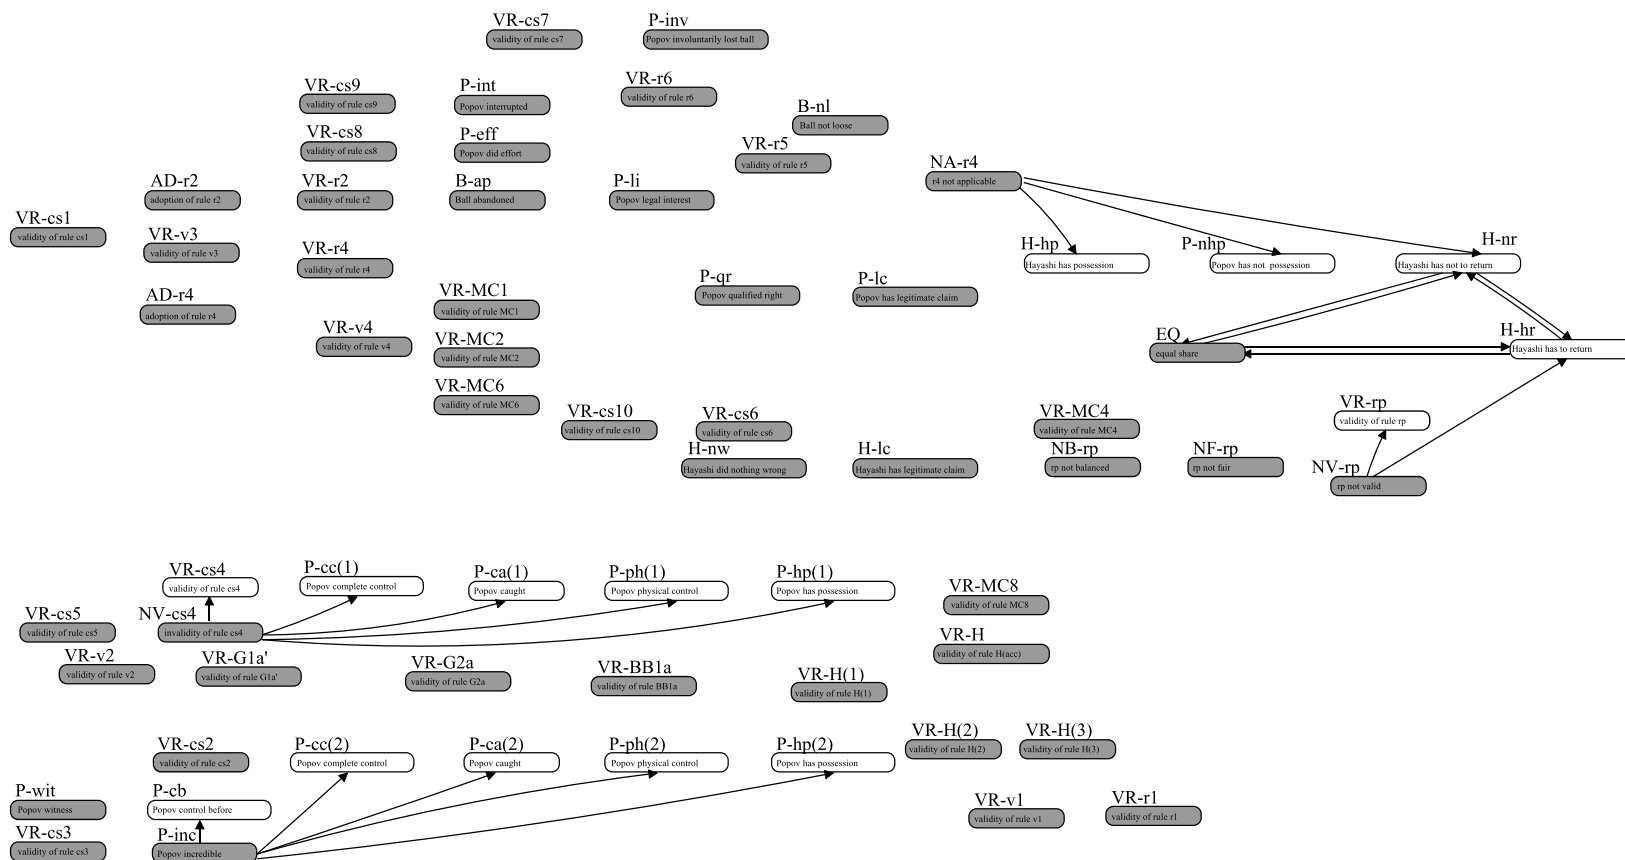 VR-cs7
validity of rule cs7
P-inv
Popov involuntarily lost ball
VR-cs9
validity of rule cs9
P-int
Popov interrupted
VR-r6
validity of rule r6
B-nl
Ball not loose
VR-cs8
validity of rule cs8
P-eff
Popov did effort
VR-r5
validity of rule r5
NA-r4
r4 not applicable
AD-r2
adoption of rule r2
VR-r2
validity of rule r2
B-ap
Ball abandoned
P-li
Popov legal interest
VR-cs1
validity of rule cs1
VR-v3
validity of rule v3
VR-r4
validity of rule r4
H-hp
Hayashi has possession
P-nhp
Popov has not possession
H-nr
Hayashi has not to return
AD-r4
adoption of rule r4
VR-MC1
validity of rule MC1
P-qr
Popov qualified right
P-lc
Popov has legitimate claim
VR-v4
validity of rule v4
VR-MC2
validity of rule MC2
EQ
equal share
H-hr
Hayashi has to return
VR-MC6
validity of rule MC6
VR-cs10
validity of rule cs10
VR-cs6
validity of rule cs6
VR-MC4
validity of rule MC4
VR-rp
validity of rule rp
H-nw
Hayashi did nothing wrong
H-lc
Hayashi has legitimate claim
NB-rp
rp not balanced
NF-rp
rp not fair
NV-rp
rp not valid
VR-cs4
validity of rule cs4
P-cc(1)
Popov complete control
P-ca(1)
Popov caught
P-ph(1)
Popov physical control
P-hp(1)
Popov has possession
VR-MC8
validity of rule MC8
VR-cs5
validity of rule cs5
NV-cs4
invalidity of rule cs4
VR-H
validity of rule H(acc)
VR-v2
validity of rule v2
VR-G1a'
validity of rule G1a'
VR-G2a
validity of rule G2a
VR-BB1a
validity of rule BB1a
VR-H(1)
validity of rule H(1)
VR-cs2
validity of rule cs2
P-cc(2)
Popov complete control
P-ca(2)
Popov caught
P-ph(2)
Popov physical control
P-hp(2)
Popov has possession
VR-H(2)
validity of rule H(2)
VR-H(3)
validity of rule H(3)
P-wit
Popov witness
P-cb
Popov control before
VR-v1
validity of rule v1
VR-r1
validity of rule r1
VR-cs3
validity of rule cs3
P-inc
Popov incredible